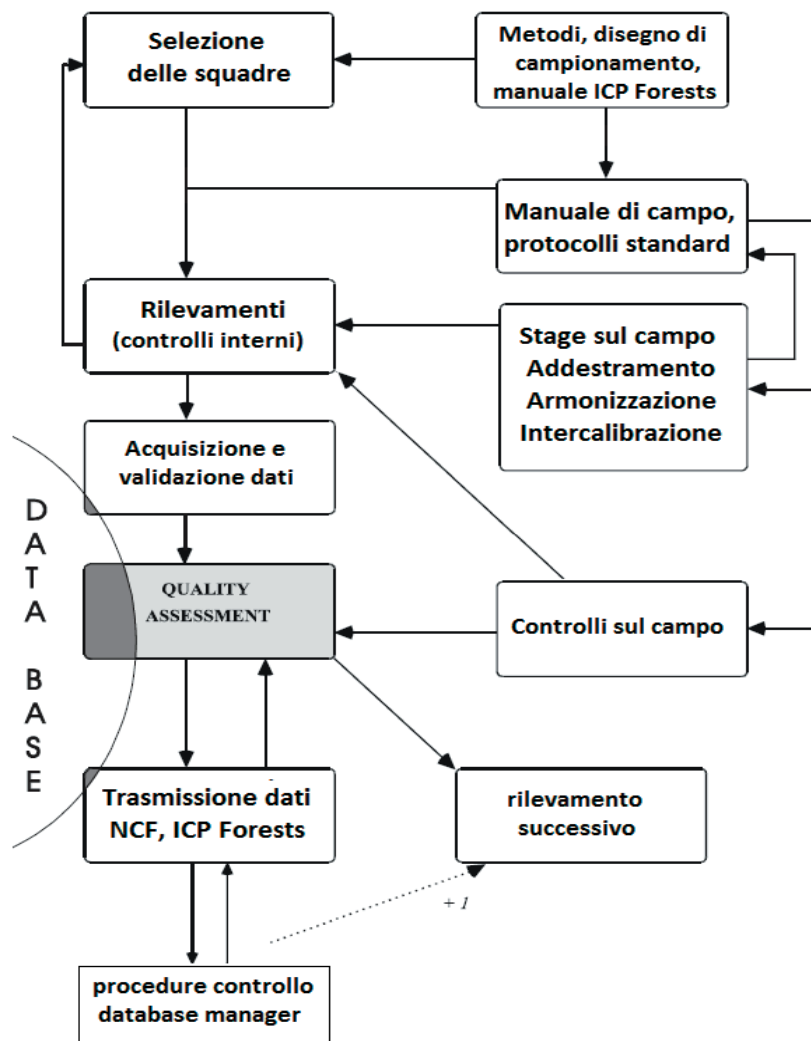 Selezione
delle squadre
Metodi, disegno di
campionamento,
manuale ICP Forests
Manuale di campo,
protocolli standard
Rilevamenti
(controlli interni)
Stage sul campo
Addestramento
Armonizzazione
Intercalibrazione
Acquisizione e
validazione dati
DATA BASE
QUALITY
ASSESSMENT
Controlli sul campo
Trasmissione dati
NCF, ICP Forests
rilevamento
successivo
+ 1
procedure controllo
database manager